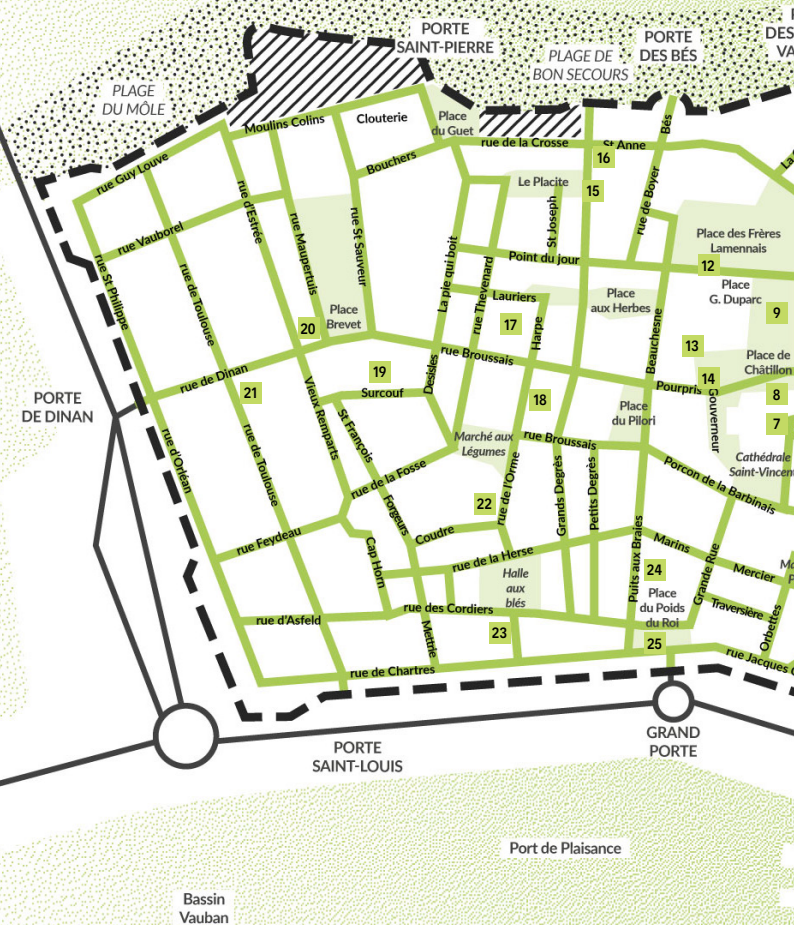 PORTE
SAINT-PIERRE
PORTE
DES BÉS
DES
VA
PLAGE DE
BON SECOURS
PLAGE
DU MÔLE
Moulins Colins
Clouterie
Place
du Guet
Bés
rue de la Crosse
St Anne
16
La
Bouchers
rue Guy Louve
Le Placite
15
rue d'Estrée
rue Maupertuis
rue St Sauveur
St Joseph
rue de Boyer
rue Vauborel
Place des Frères
Lamennais
Point du jour
12
rue St Philippe
rue de Toulouse
La pie qui boit
rue Thevenard
Lauriers
Place
aux Herbes
Place
G. Duparc
9
Place
Brevet
20
17
Harpe
Beauchesne
13
rue Broussais
Place de
Châtillon
19
Desisles
rue de Dinan
14
Pourpris
8
21
Surcouf
18
PORTE
DE DINAN
Vieux Remparts
St François
Place
du Pilori
Gouverneur
7
rue d'Orléan
rue de Toulouse
Marché aux
Légumes
rue Broussais
Cathédrale
Saint-Vincent
rue de la Fosse
rue de l'Orme
Grands Degrès
Petits Degrès
Porcon de la Barbinais
22
Forgeurs
rue Feydeau
Coudre
Puits aux Braies
Marins
Cap Horn
rue de la Herse
Grande Rue
Mercier
24
Halle
aux
blés
Place
du Poids
du Roi
Traversière
rue des Cordiers
rue d'Asfeld
Mettrie
23
25
Orbettes
rue de Chartres
rue Jacques C
PORTE
SAINT-LOUIS
GRAND
PORTE
Port de Plaisance
Bassin
Vauban